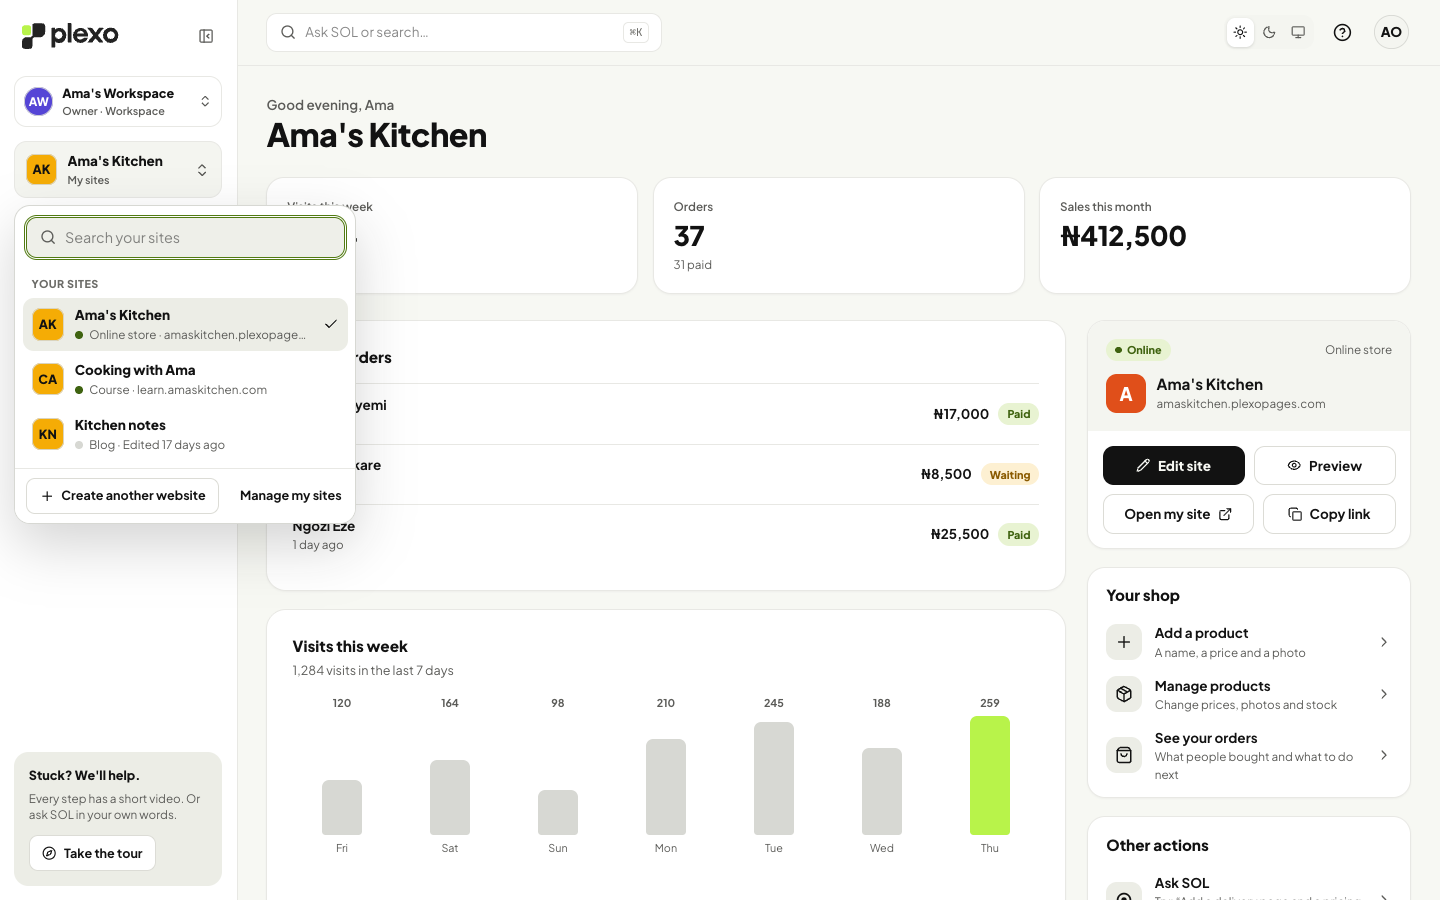 plexo
Ask SOL or search...
⌘K
AO
AW
Ama's Workspace
Owner · Workspace
AK
Ama's Kitchen
My sites
Search your sites
YOUR SITES
AK
Ama's Kitchen
Online store · amaskitchen.plexopage...
CA
Cooking with Ama
Course · learn.amaskitchen.com
KN
Kitchen notes
Blog · Edited 17 days ago
Create another website
Manage my sites
Stuck? We'll help.
Every step has a short video. Or
ask SOL in your own words.
Take the tour
Good evening, Ama
Ama's Kitchen
Visits this week
Orders
37
31 paid
Sales this month
₦412,500
₦17,000
Paid
₦8,500
Waiting
Ngozi Eze
1 day ago
₦25,500
Paid
Visits this week
1,284 visits in the last 7 days
120
164
98
210
245
188
259
Fri
Sat
Sun
Mon
Tue
Wed
Thu
Online
Online store
A
Ama's Kitchen
amaskitchen.plexopages.com
Edit site
Preview
Open my site
Copy link
Your shop
Add a product
A name, a price and a photo
Manage products
Change prices, photos and stock
See your orders
What people bought and what to do
next
Other actions
Ask SOL